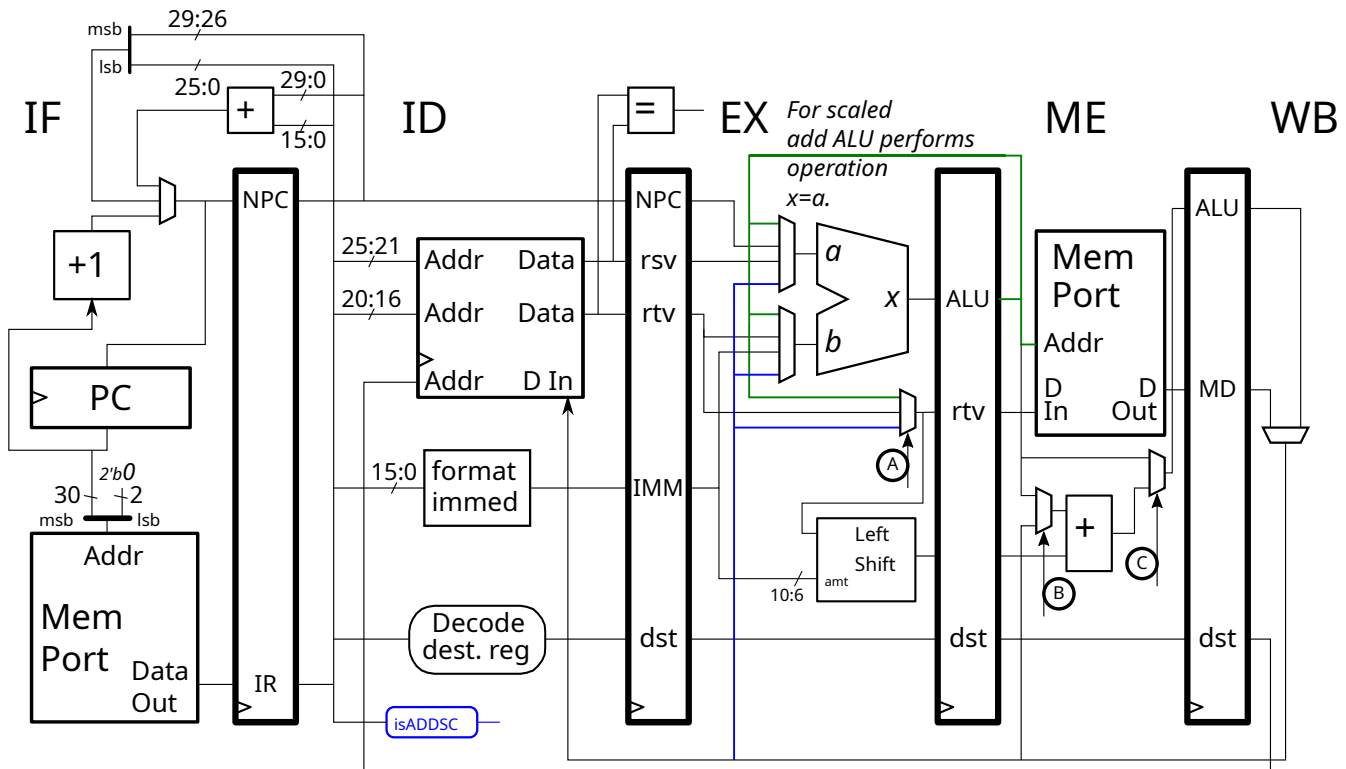 29:26
msb
lsb
25:0
29:0
+
=
15:0
IF
ID
EX
ME
WB
For scaled
add ALU performs
operation
x=a.
NPC
NPC
ALU
+1
25:21
Addr
Data
rsv
a
Mem
Port
20:16
Addr
Data
rtv
x
ALU
b
Addr
Addr
D In
PC
D
In
D
Out
MD
rtv
A
15:0
format
immed
IMM
2'b0
30
2
msb
lsb
Left
Shift
amt
10:6
+
B
C
Addr
Mem
Port
Data
Out
IR
Decode
dest. reg
dst
dst
dst
isADDSC